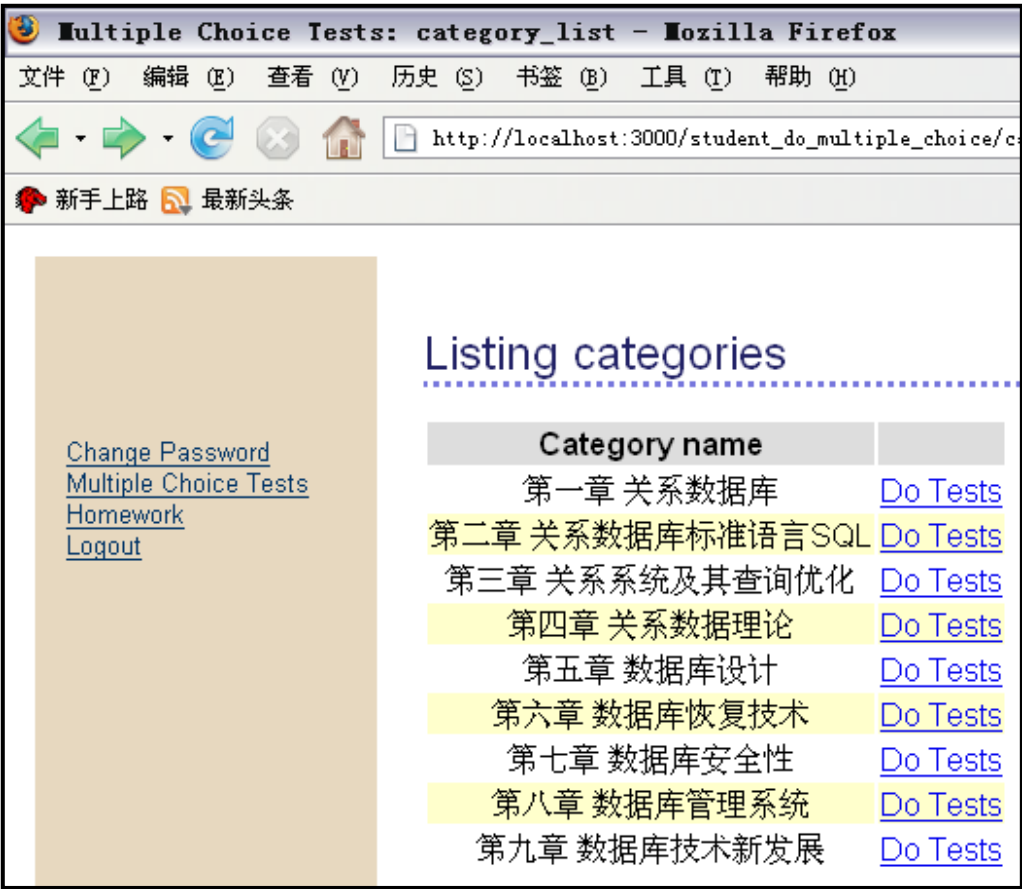 Multiple Choice Tests: category_list - Mozilla Firefox
文件 (F) 编辑 (E) 查看 (V) 历史 (S) 书签 (B) 工具 (T) 帮助 (H)
http://localhost:3000/student_do_multiple_choice/c
新手上路 最新头条
Listing categories
Change Password
Multiple Choice Tests
Homework
Logout
Category name
第一章 关系数据库 Do Tests
第二章 关系数据库标准语言SQL Do Tests
第三章 关系系统及其查询优化 Do Tests
第四章 关系数据理论 Do Tests
第五章 数据库设计 Do Tests
第六章 数据库恢复技术 Do Tests
第七章 数据库安全性 Do Tests
第八章 数据库管理系统 Do Tests
第九章 数据库技术新发展 Do Tests